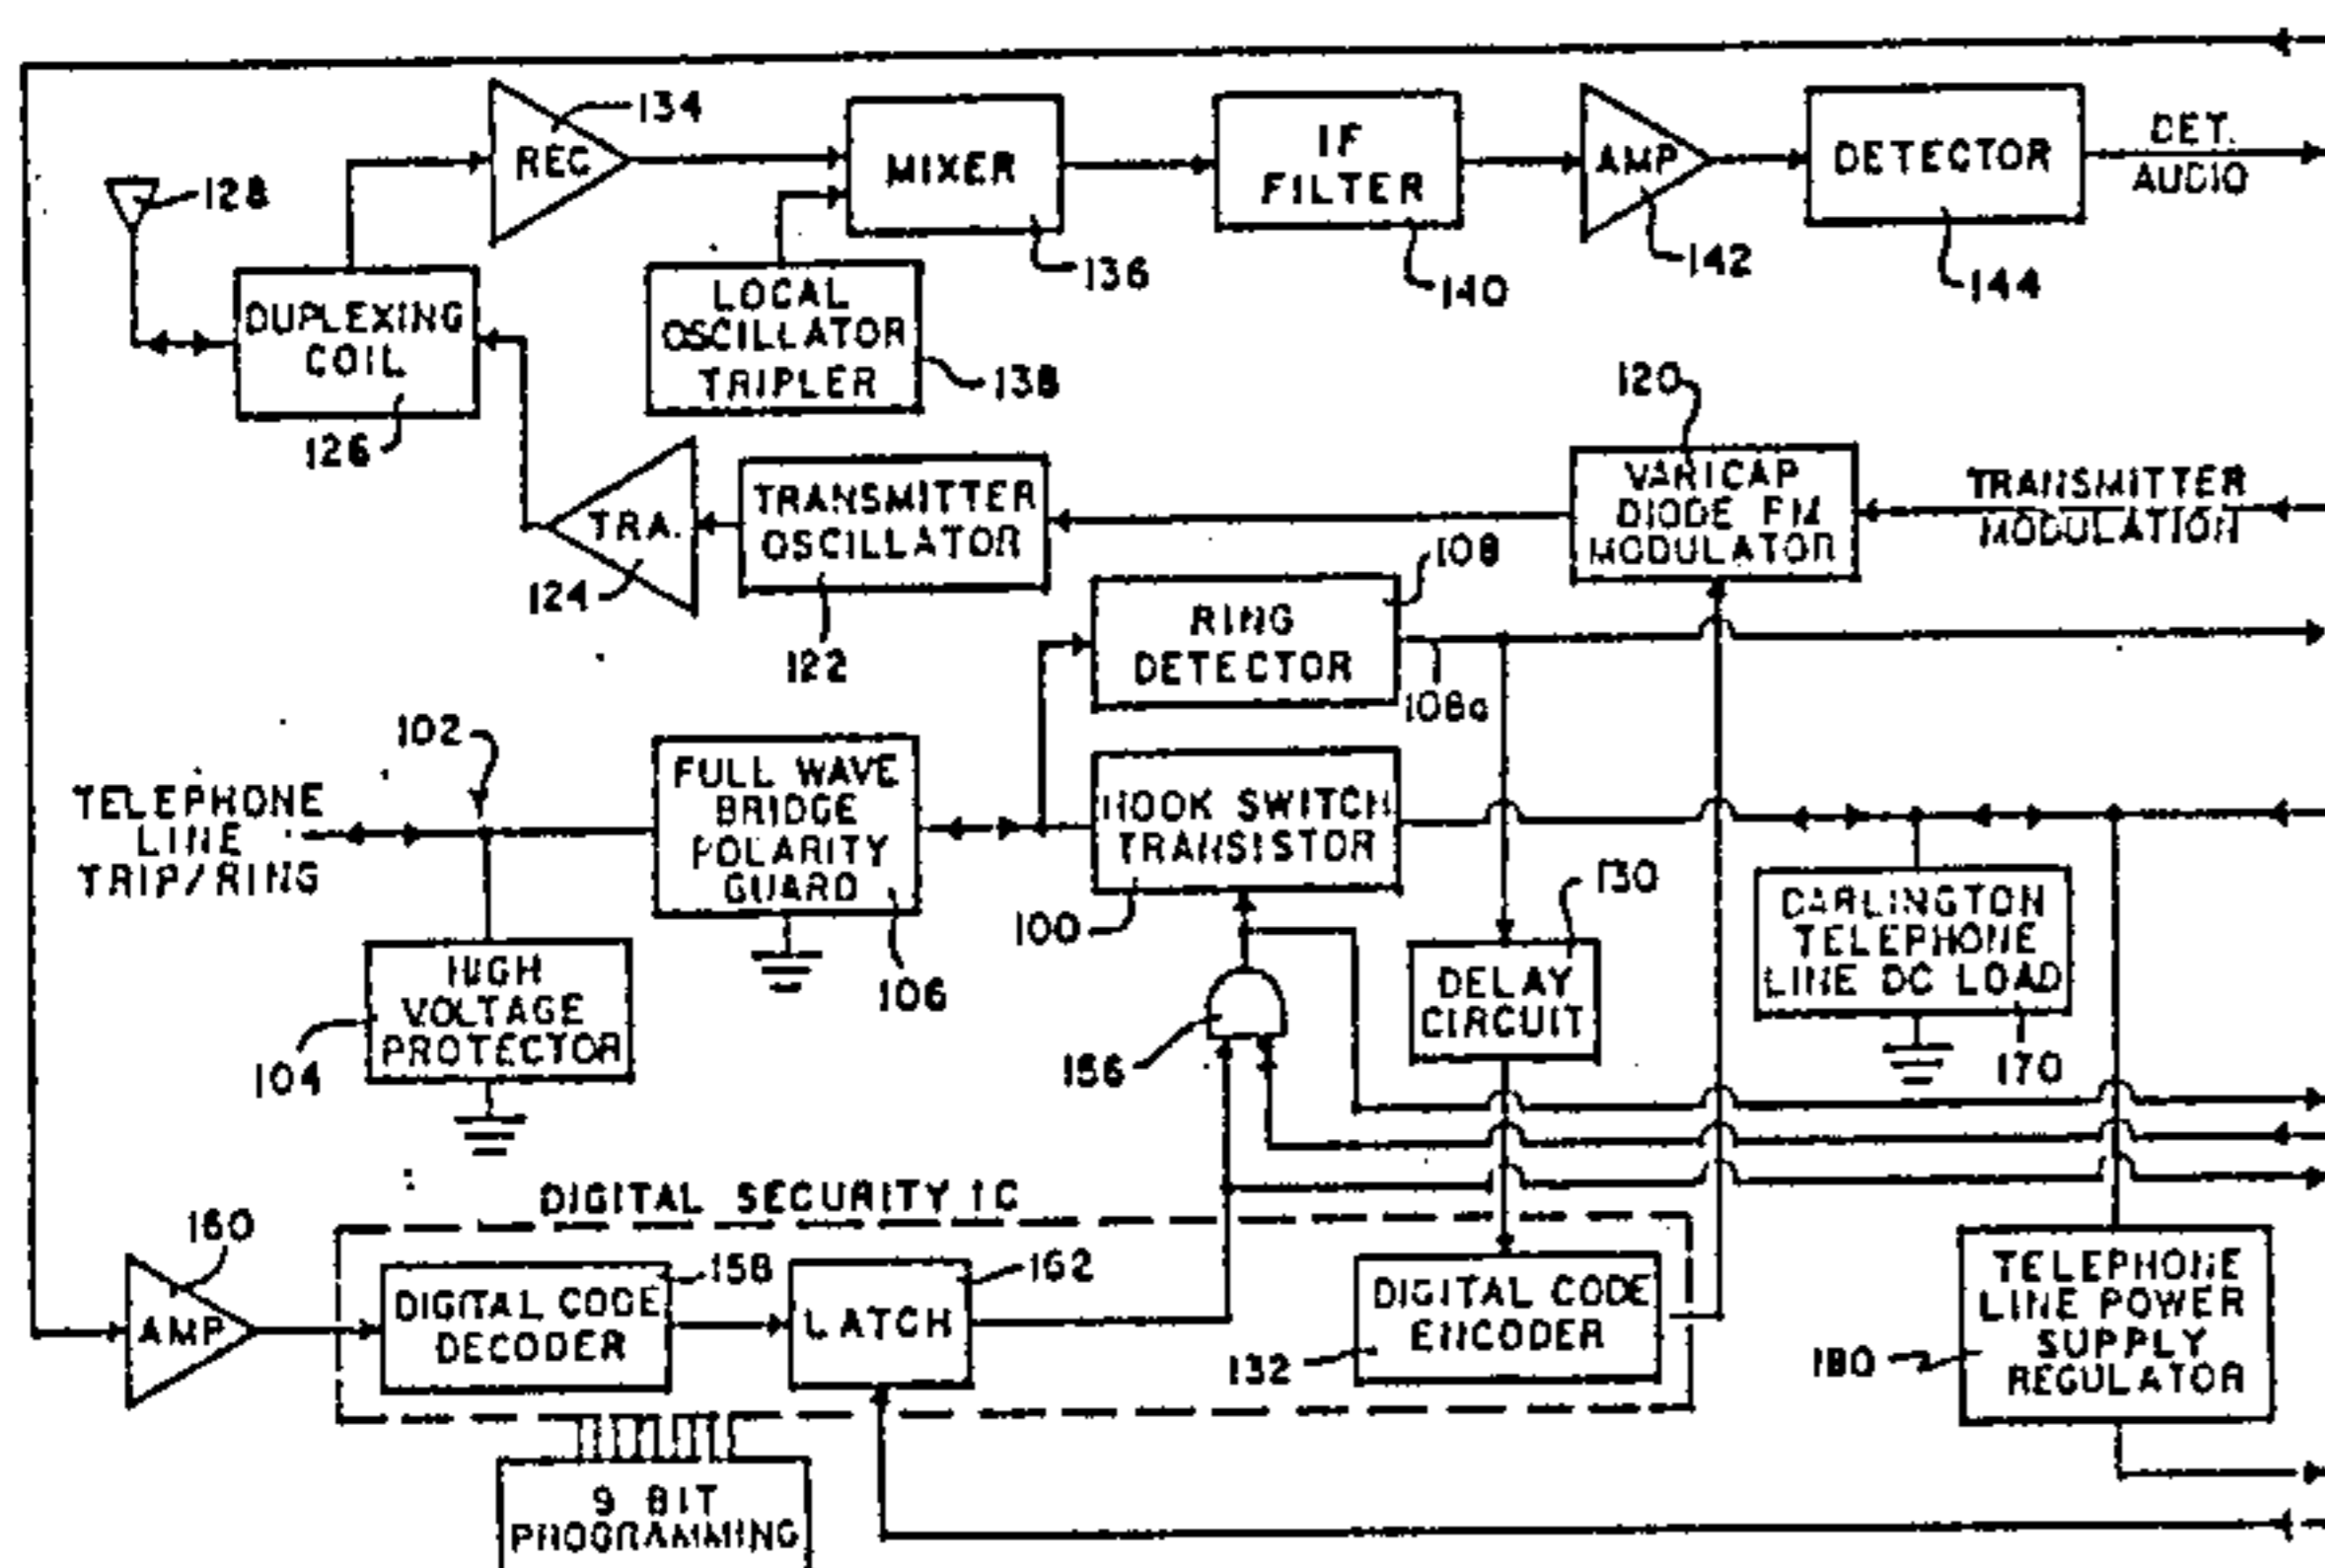 134
REC
MIXER
136
IF
FILTER
140
AMP
142
DETECTOR
144
DET.
AUDIO
128
DUPLEXING
COIL
126
LOCAL
OSCILLATOR
TRIPLER
138
TRA.
124
TRANSMITTER
OSCILLATOR
122
120
VARICAP
DIODE FM
MODULATOR
TRANSMITTER
MODULATION
108
RING
DETECTOR
108a
102
TELEPHONE
LINE
TRIP/RING
FULL WAVE
BRIDGE
POLARITY
GUARD
106
HOOK SWITCH
TRANSISTOR
100
HIGH
VOLTAGE
PROTECTOR
104
156
130
DELAY
CIRCUIT
DARLINGTON
TELEPHONE
LINE DC LOAD
170
DIGITAL SECURITY IC
160
AMP
DIGITAL CODE
DECODER
158
LATCH
162
DIGITAL CODE
ENCODER
132
TELEPHONE
LINE POWER
SUPPLY
REGULATOR
180
9 BIT
PROGRAMMING